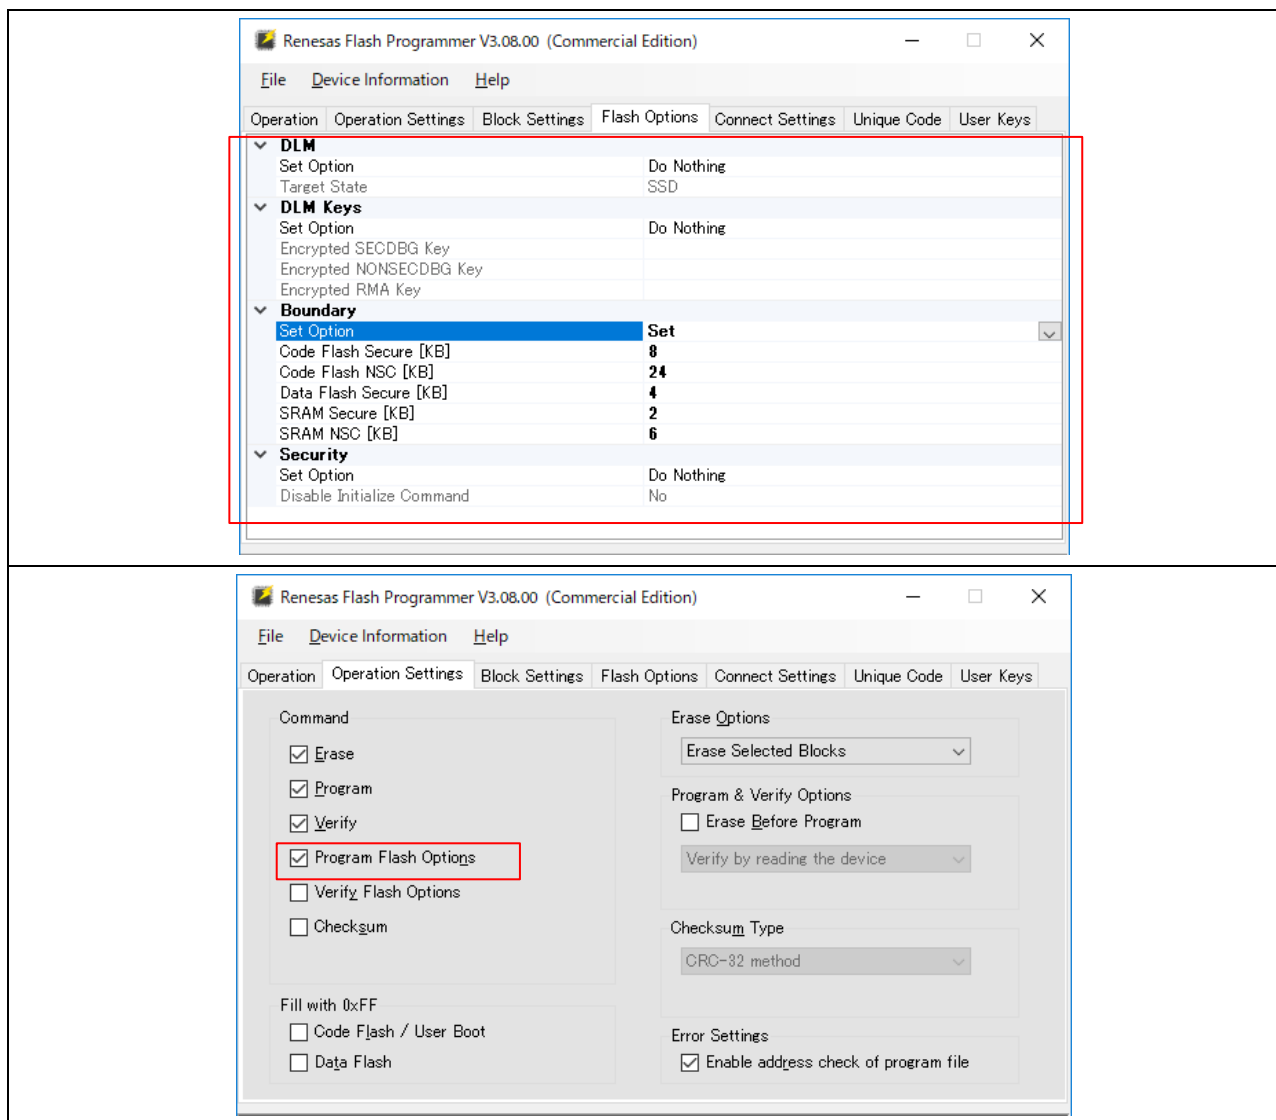 Renesas Flash Programmer V3.08.00 (Commercial Edition)
File Device Information Help
Operation Operation Settings Block Settings Flash Options Connect Settings Unique Code User Keys
DLM
Set Option Do Nothing
Target State SSD
DLM Keys
Set Option Do Nothing
Encrypted SECDBG Key
Encrypted NONSECDBG Key
Encrypted RMA Key
Boundary
Set Option Set
Code Flash Secure [KB] 8
Code Flash NSC [KB] 24
Data Flash Secure [KB] 4
SRAM Secure [KB] 2
SRAM NSC [KB] 6
Security
Set Option Do Nothing
Disable Initialize Command No
Renesas Flash Programmer V3.08.00 (Commercial Edition)
File Device Information Help
Operation Operation Settings Block Settings Flash Options Connect Settings Unique Code User Keys
Command
Erase
Program
Verify
Program Flash Options
Verify Flash Options
Checksum
Fill with 0xFF
Code Flash / User Boot
Data Flash
Erase Options
Erase Selected Blocks
Program & Verify Options
Erase Before Program
Verify by reading the device
Checksum Type
CRC-32 method
Error Settings
Enable address check of program file